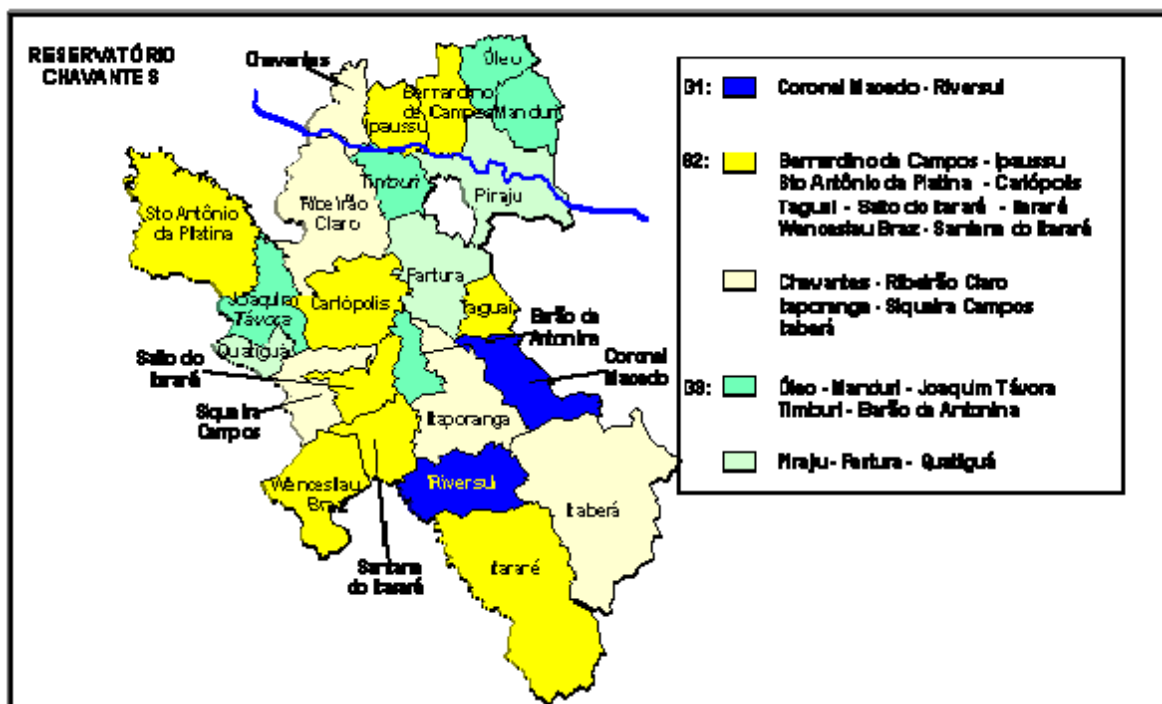 RESERVATÓRIO
CHAVANTES
Chavantes
Óleo
Bernardino
de Campos
Manduri
Ipaussu
Timburi
Piraju
Sto Antônio
da Platina
Ribeirão
Claro
Fartura
Joaquim
Távora
Carlópolis
Taguaí
Quatiguá
Barão de
Antonina
Salto do
Itararé
Coronel
Macedo
Siqueira
Campos
Itaporanga
Wenceslau
Braz
Riversul
Itaberá
Santana
do Itararé
Itararé
G1: Coronel Macedo - Riversul
G2: Bernardino de Campos - Ipaussu
Sto Antônio da Platina - Carlópolis
Taguaí - Salto do Itararé - Itararé
Wenceslau Braz - Santana do Itararé
Chavantes - Ribeirão Claro
Itaporanga - Siqueira Campos
Itaberá
G3: Óleo - Manduri - Joaquim Távora
Timburi - Barão de Antonina
Piraju - Fartura - Quatiguá